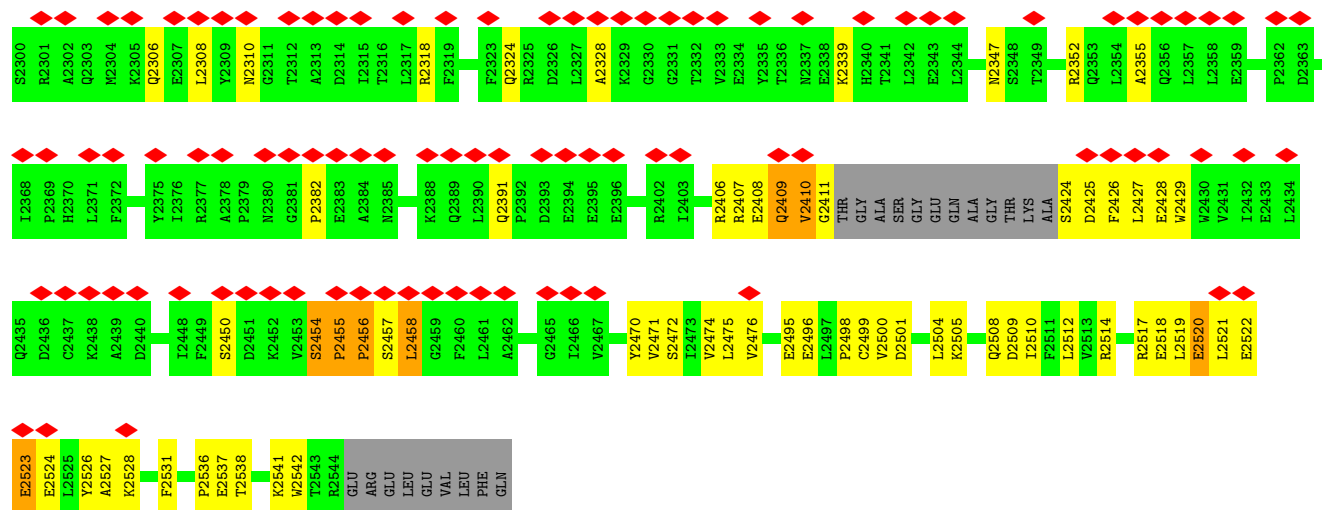 S2300 R2301 A2302 Q2303 M2304 K2305 Q2306 E2307 L2308 Y2309 N2310 G2311 T2312 A2313 D2314 I2315 T2316 L2317 R2318 F2319 F2323 Q2324 R2325 D2326 L2327 A2328 K2329 G2330 G2331 T2332 V2333 E2334 Y2335 T2336 N2337 E2338 K2339 H2340 T2341 L2342 E2343 L2344 N2347 S2348 T2349 R2352 Q2353 L2354 A2355 Q2356 L2357 L2358 E2359 P2362 D2363
I2368 P2369 H2370 L2371 F2372 Y2375 I2376 R2377 A2378 P2379 N2380 G2381 P2382 E2383 A2384 N2385 K2388 Q2389 L2390 Q2391 P2392 D2393 E2394 E2395 E2396 R2402 I2403 R2406 R2407 E2408 Q2409 V2410 G2411 THR GLY ALA SER GLY GLU GLN ALA GLY THR LYS ALA S2424 D2425 F2426 L2427 E2428 W2429 W2430 V2431 I2432 E2433 L2434
Q2435 D2436 C2437 K2438 A2439 D2440 I2448 F2449 S2450 D2451 K2452 V2453 S2454 P2455 P2456 S2457 L2458 G2459 F2460 L2461 A2462 G2465 I2466 V2467 Y2470 V2471 S2472 I2473 V2474 L2475 V2476 E2495 E2496 L2497 P2498 C2499 V2500 D2501 L2504 K2505 Q2508 D2509 I2510 F2511 L2512 V2513 R2514 R2517 E2518 L2519 E2520 L2521 E2522
E2523 E2524 L2525 Y2526 A2527 K2528 F2531 P2536 E2537 T2538 K2541 W2542 T2543 R2544 GLU ARG GLU LEU GLU VAL LEU PHE GLN